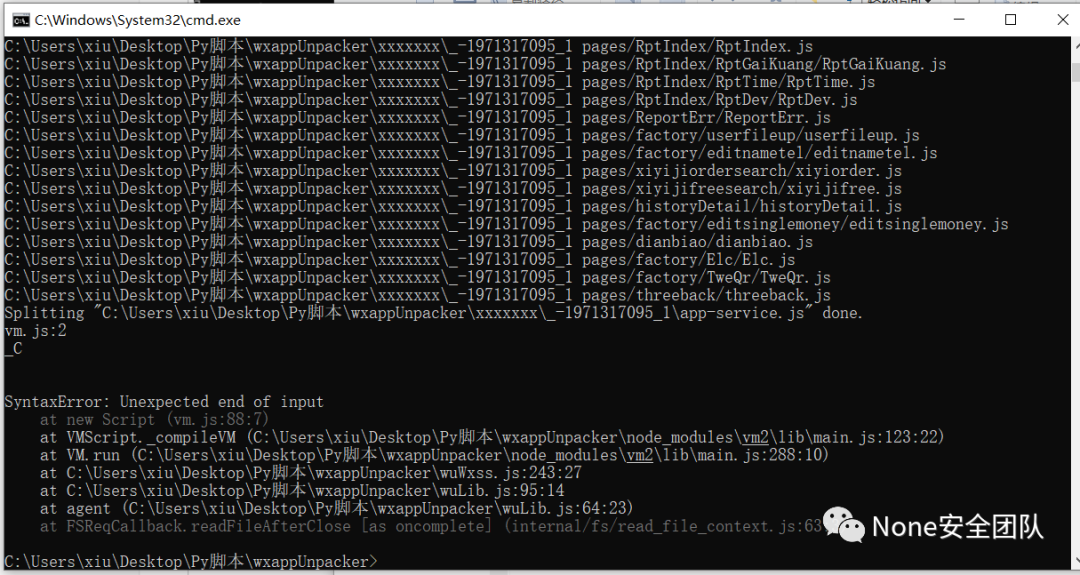 C:\Windows\System32\cmd.exe
C:\Users\xiu\Desktop\Py脚本\wxappUnpacker\xxxxxxx\_-1971317095_1 pages/RptIndex/RptIndex.js
C:\Users\xiu\Desktop\Py脚本\wxappUnpacker\xxxxxxx\_-1971317095_1 pages/RptIndex/RptGaiKuang/RptGaiKuang.js
C:\Users\xiu\Desktop\Py脚本\wxappUnpacker\xxxxxxx\_-1971317095_1 pages/RptIndex/RptTime/RptTime.js
C:\Users\xiu\Desktop\Py脚本\wxappUnpacker\xxxxxxx\_-1971317095_1 pages/RptIndex/RptDev/RptDev.js
C:\Users\xiu\Desktop\Py脚本\wxappUnpacker\xxxxxxx\_-1971317095_1 pages/ReportErr/ReportErr.js
C:\Users\xiu\Desktop\Py脚本\wxappUnpacker\xxxxxxx\_-1971317095_1 pages/factory/userfileup/userfileup.js
C:\Users\xiu\Desktop\Py脚本\wxappUnpacker\xxxxxxx\_-1971317095_1 pages/factory/editnametel/editnametel.js
C:\Users\xiu\Desktop\Py脚本\wxappUnpacker\xxxxxxx\_-1971317095_1 pages/xiyijiordersearch/xiyiorder.js
C:\Users\xiu\Desktop\Py脚本\wxappUnpacker\xxxxxxx\_-1971317095_1 pages/xiyijifreesearch/xiyijifree.js
C:\Users\xiu\Desktop\Py脚本\wxappUnpacker\xxxxxxx\_-1971317095_1 pages/historyDetail/historyDetail.js
C:\Users\xiu\Desktop\Py脚本\wxappUnpacker\xxxxxxx\_-1971317095_1 pages/factory/editsinglemoney/editsinglemoney.js
C:\Users\xiu\Desktop\Py脚本\wxappUnpacker\xxxxxxx\_-1971317095_1 pages/dianbiao/dianbiao.js
C:\Users\xiu\Desktop\Py脚本\wxappUnpacker\xxxxxxx\_-1971317095_1 pages/factory/Elc/Elc.js
C:\Users\xiu\Desktop\Py脚本\wxappUnpacker\xxxxxxx\_-1971317095_1 pages/factory/TweQr/TweQr.js
C:\Users\xiu\Desktop\Py脚本\wxappUnpacker\xxxxxxx\_-1971317095_1 pages/threeback/threeback.js
Splitting "C:\Users\xiu\Desktop\Py脚本\wxappUnpacker\xxxxxxx\_-1971317095_1\app-service.js" done.
vm.js:2
_C
SyntaxError: Unexpected end of input
at new Script (vm.js:88:7)
at VMScript._compileVM (C:\Users\xiu\Desktop\Py脚本\wxappUnpacker\node_modules\vm2\lib\main.js:123:22)
at VM.run (C:\Users\xiu\Desktop\Py脚本\wxappUnpacker\node_modules\vm2\lib\main.js:288:10)
at C:\Users\xiu\Desktop\Py脚本\wxappUnpacker\wuWxss.js:243:27
at C:\Users\xiu\Desktop\Py脚本\wxappUnpacker\wuLib.js:95:14
at agent (C:\Users\xiu\Desktop\Py脚本\wxappUnpacker\wuLib.js:64:23)
at FSReqCallback.readFileAfterClose [as oncomplete] (internal/fs/read_file_context.js:63
None安全团队
C:\Users\xiu\Desktop\Py脚本\wxappUnpacker>